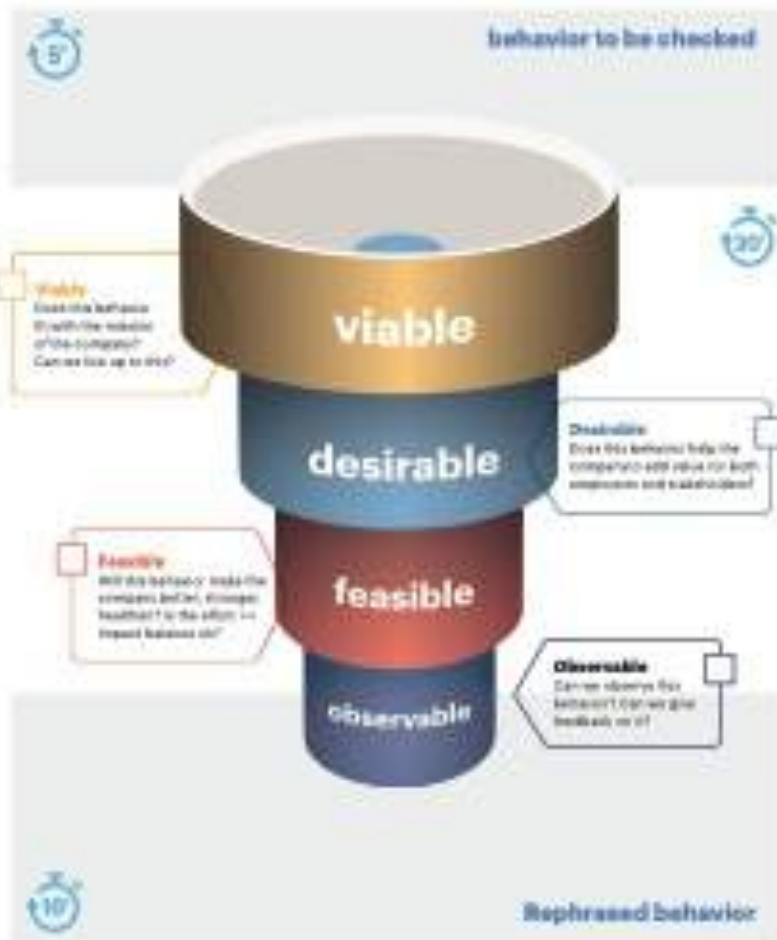 5'
behavior to be checked
30'
viable
Viable
Does this behavior
fit with the mission
of the company?
Can we live up to this?
desirable
Desirable
Does this behavior help the
company to add value for both
employees and stakeholders?
feasible
Feasible
Will this behavior make the
company better, stronger,
healthier? Is the effort
impact balance ok?
observable
Observable
Can we observe this
behavior? Can we give
feedback on it?
10'
Rephrased behavior